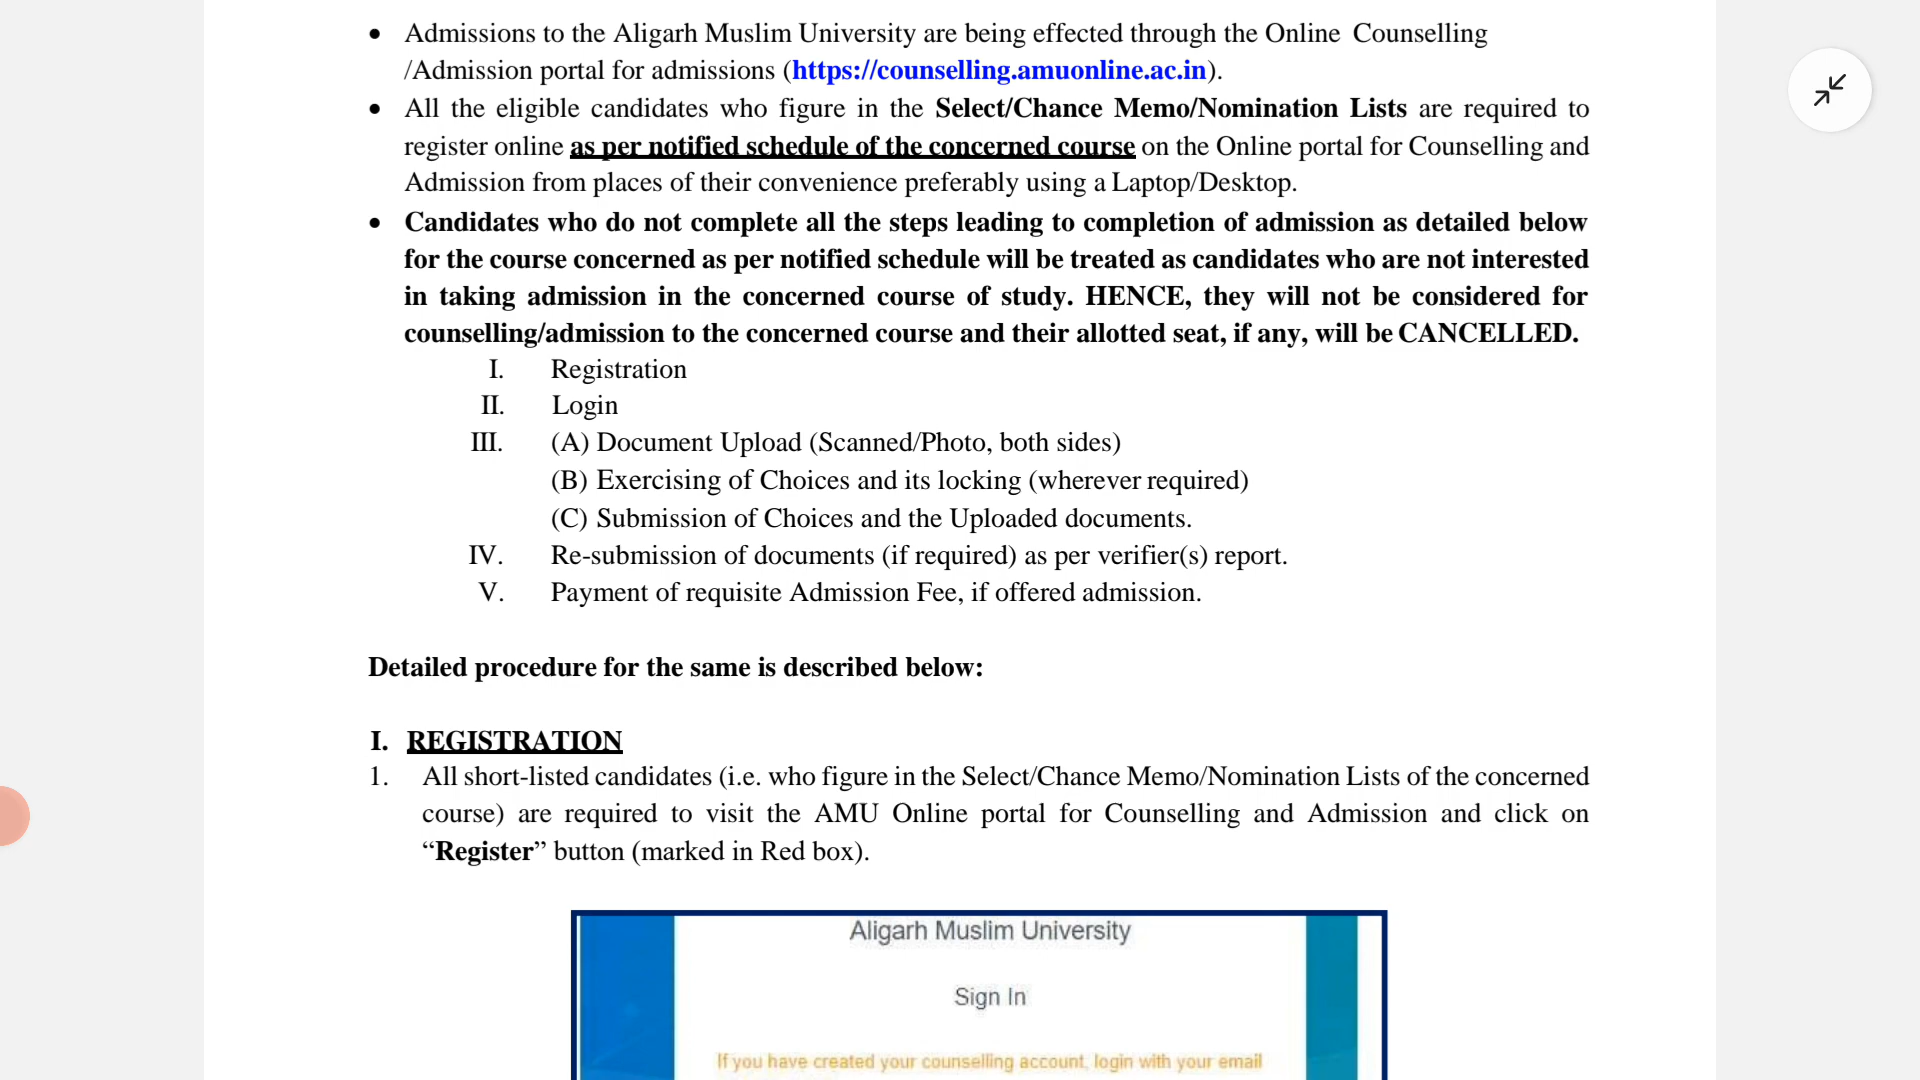 • Admissions to the Aligarh Muslim University are being effected through the Online Counselling
/Admission portal for admissions (https://counselling.amuonline.ac.in).
• All the eligible candidates who figure in the Select/Chance Memo/Nomination Lists are required to
register online as per notified schedule of the concerned course on the Online portal for Counselling and
Admission from places of their convenience preferably using a Laptop/Desktop.
• Candidates who do not complete all the steps leading to completion of admission as detailed below
for the course concerned as per notified schedule will be treated as candidates who are not interested
in taking admission in the concerned course of study. HENCE, they will not be considered for
counselling/admission to the concerned course and their allotted seat, if any, will be CANCELLED.
I. Registration
II. Login
III. (A) Document Upload (Scanned/Photo, both sides)
(B) Exercising of Choices and its locking (wherever required)
(C) Submission of Choices and the Uploaded documents.
IV. Re-submission of documents (if required) as per verifier(s) report.
V. Payment of requisite Admission Fee, if offered admission.
Detailed procedure for the same is described below:
I. REGISTRATION
1. All short-listed candidates (i.e. who figure in the Select/Chance Memo/Nomination Lists of the concerned
course) are required to visit the AMU Online portal for Counselling and Admission and click on
“Register” button (marked in Red box).
Aligarh Muslim University
Sign In
If you have created your counselling account, login with your email